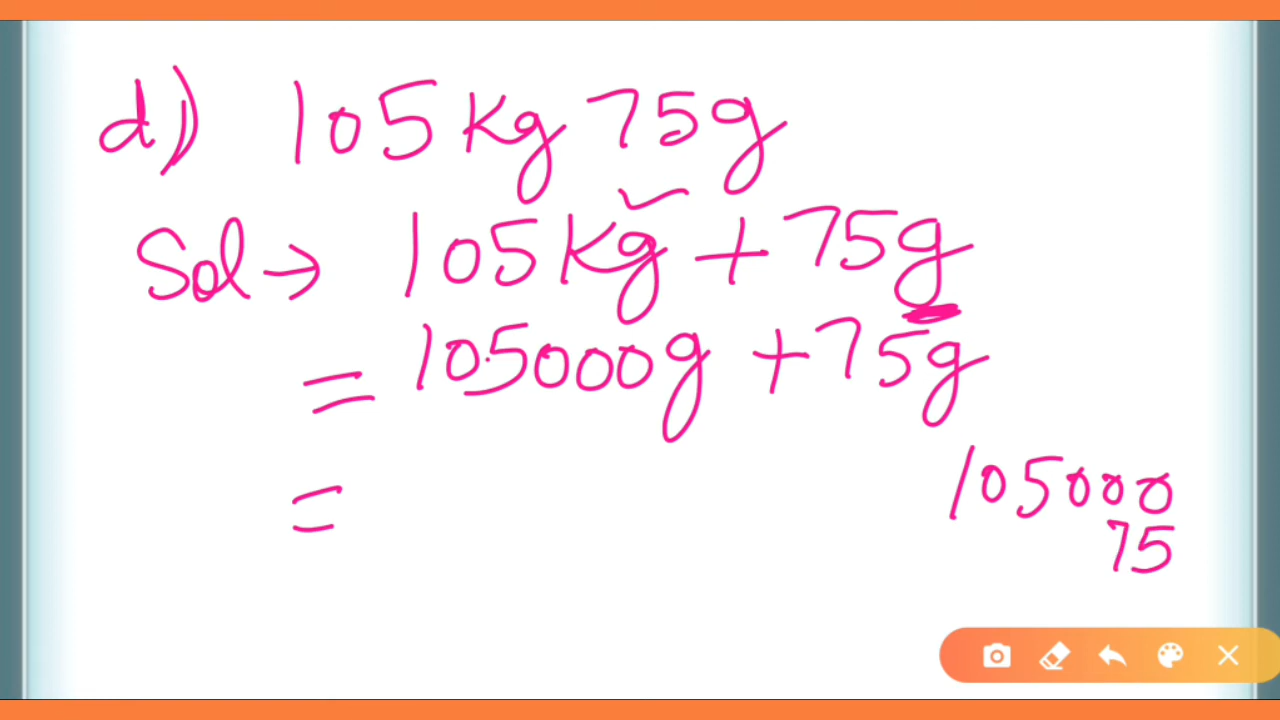 d) 105 Kg 75g
Sol → 105 Kg + 75g
= 105000g + 75g
=
105000
75